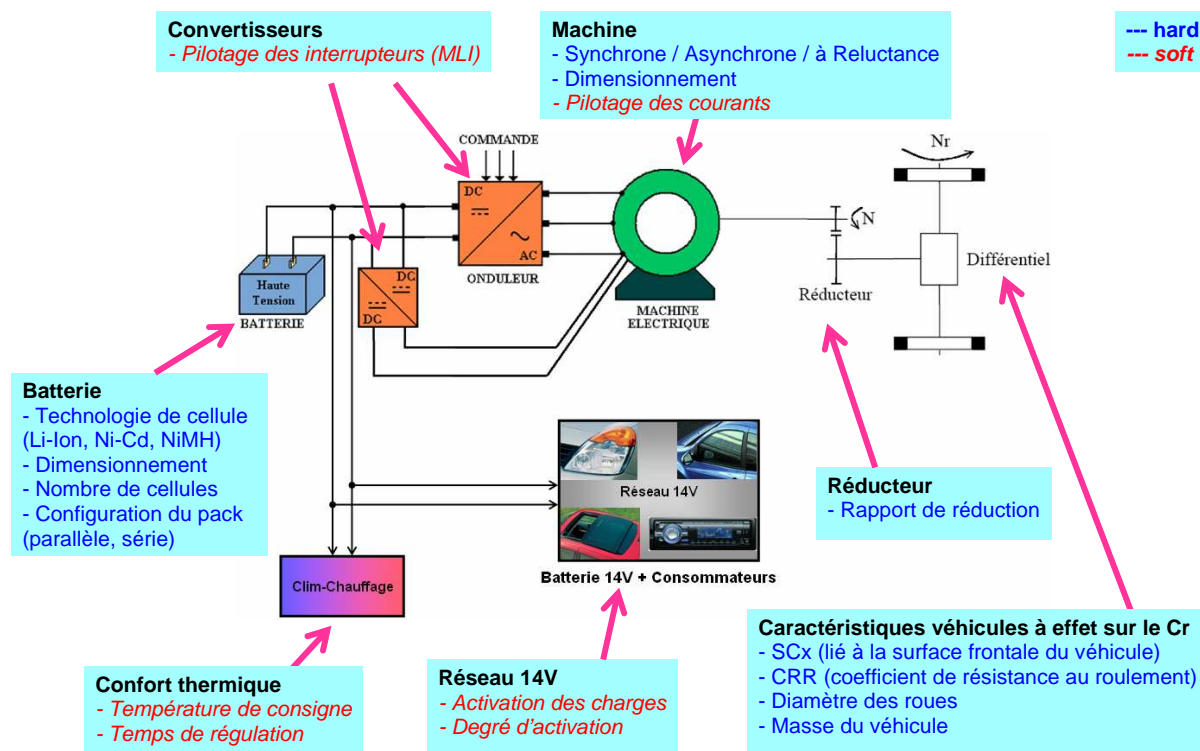 Convertisseurs
- Pilotage des interrupteurs (MLI)
Machine
- Synchrone / Asynchrone / à Reluctance
- Dimensionnement
- Pilotage des courants
--- hard
--- soft
COMMANDE
DC
AC
ONDULEUR
DC
DC
Haute
Tension
BATTERIE
MACHINE
ELECTRIQUE
Nr
N
Réducteur
Différentiel
Batterie
- Technologie de cellule
(Li-Ion, Ni-Cd, NiMH)
- Dimensionnement
- Nombre de cellules
- Configuration du pack
(parallèle, série)
Réseau 14V
Batterie 14V + Consommateurs
Clim-Chauffage
Réducteur
- Rapport de réduction
Confort thermique
- Température de consigne
- Temps de régulation
Réseau 14V
- Activation des charges
- Degré d'activation
Caractéristiques véhicules à effet sur le Cr
- SCx (lié à la surface frontale du véhicule)
- CRR (coefficient de résistance au roulement)
- Diamètre des roues
- Masse du véhicule